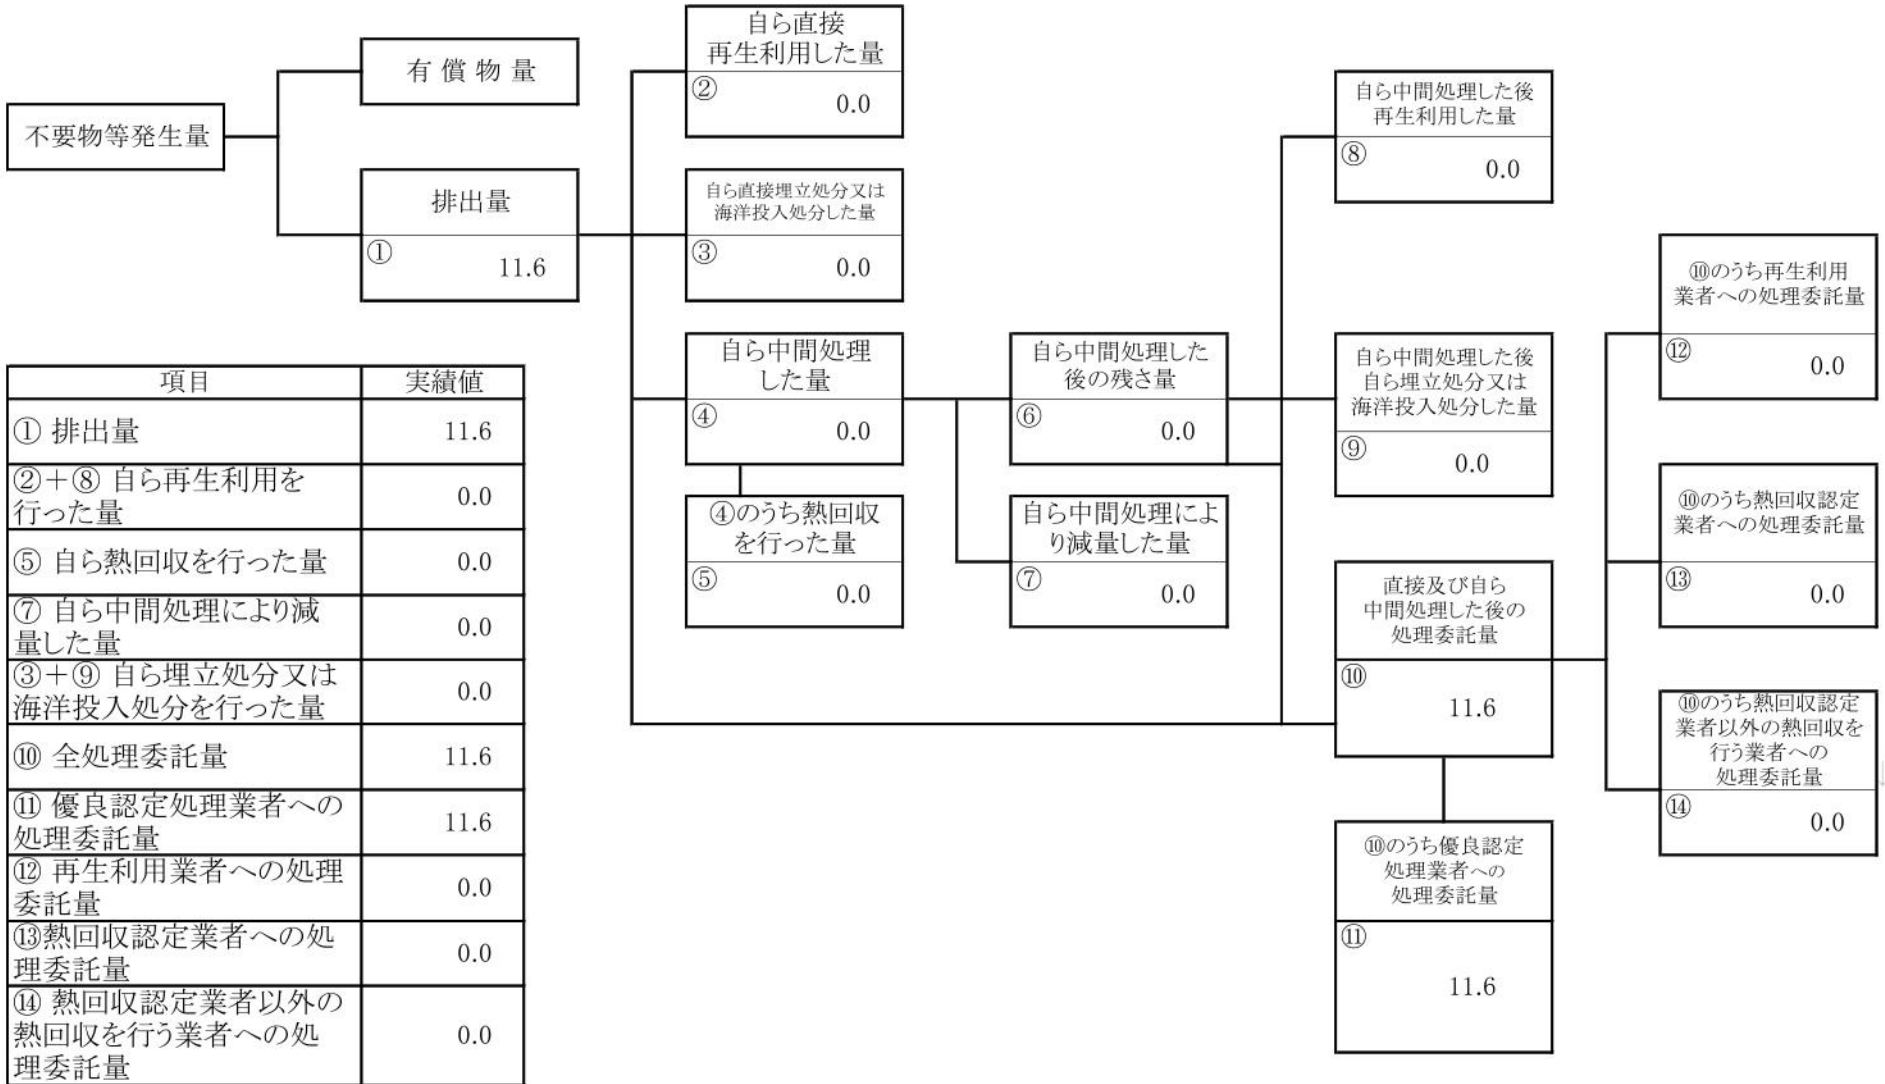 不要物等発生量
有償物量
排出量
①
11.6
自ら直接
再生利用した量
②
0.0
自ら直接埋立処分又は
海洋投入処分した量
③
0.0
自ら中間処理
した量
④
0.0
④のうち熱回収
を行った量
⑤
0.0
自ら中間処理した
後の残さ量
⑥
0.0
自ら中間処理によ
り減量した量
⑦
0.0
自ら中間処理した後
再生利用した量
⑧
0.0
自ら中間処理した後
自ら埋立処分又は
海洋投入処分した量
⑨
0.0
直接及び自ら
中間処理した後の
処理委託量
⑩
11.6
⑩のうち優良認定
処理業者への
処理委託量
⑪
11.6
⑩のうち再生利用
業者への処理委託量
⑫
0.0
⑩のうち熱回収認定
業者への処理委託量
⑬
0.0
⑩のうち熱回収認定
業者以外の熱回収を
行う業者への
処理委託量
⑭
0.0
項目 実績値
① 排出量 11.6
②+⑧ 自ら再生利用を
行った量 0.0
⑤ 自ら熱回収を行った量 0.0
⑦ 自ら中間処理により減
量した量 0.0
③+⑨ 自ら埋立処分又は
海洋投入処分を行った量 0.0
⑩ 全処理委託量 11.6
⑪ 優良認定処理業者への
処理委託量 11.6
⑫ 再生利用業者への処理
委託量 0.0
⑬熱回収認定業者への処
理委託量 0.0
⑭ 熱回収認定業者以外の
熱回収を行う業者への処
理委託量 0.0